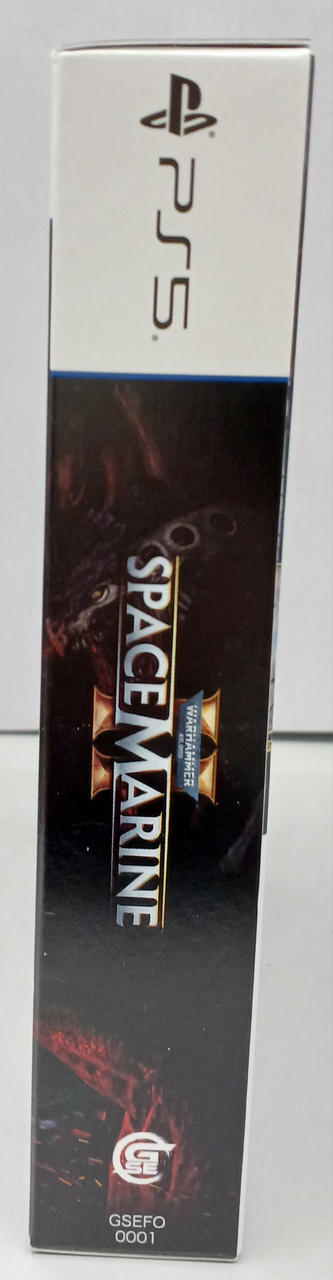 PS5
WARHAMMER
40,000
SPACE MARINE
II
GSE
GSEFO
0001